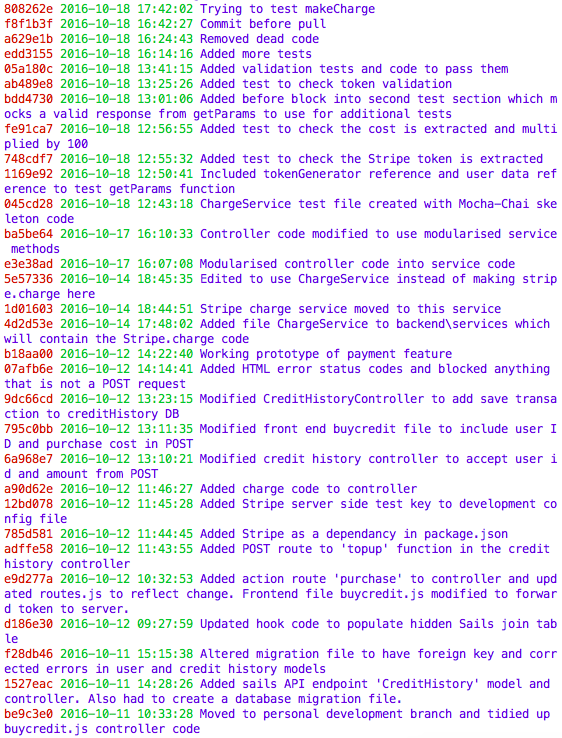 808262e 2016-10-18 17:42:02 Trying to test makeCharge
f8f1b3f 2016-10-18 16:42:27 Commit before pull
a629e1b 2016-10-18 16:24:43 Removed dead code
edd3155 2016-10-18 16:14:16 Added more tests
05a180c 2016-10-18 13:41:15 Added validation tests and code to pass them
ab489e8 2016-10-18 13:25:26 Added test to check token validation
bdd4730 2016-10-18 13:01:06 Added before block into second test section which m
ocks a valid response from getParams to use for additional tests
fe91ca7 2016-10-18 12:56:55 Added test to check the cost is extracted and multi
plied by 100
748cdf7 2016-10-18 12:55:32 Added test to check the Stripe token is extracted
1169e92 2016-10-18 12:50:41 Included tokenGenerator reference and user data ref
erence to test getParams function
045cd28 2016-10-18 12:43:18 ChargeService test file created with Mocha-Chai ske
leton code
ba5be64 2016-10-17 16:10:33 Controller code modified to use modularised service
 methods
e3e38ad 2016-10-17 16:07:08 Modularised controller code into service code
5e57336 2016-10-14 18:45:35 Edited to use ChargeService instead of making strip
e.charge here
1d01603 2016-10-14 18:44:51 Stripe charge service moved to this service
4d2d53e 2016-10-14 17:48:02 Added file ChargeService to backend\services which
will contain the Stripe.charge code
b18aa00 2016-10-12 14:22:40 Working prototype of payment feature
07afb6e 2016-10-12 14:14:41 Added HTML error status codes and blocked anything
that is not a POST request
9dc66cd 2016-10-12 13:23:15 Modified CreditHistoryController to add save transa
ction to creditHistory DB
795c0bb 2016-10-12 13:11:35 Modified front end buycredit file to include user I
D and purchase cost in POST
6a968e7 2016-10-12 13:10:21 Modified credit history controller to accept user i
d and amount from POST
a90d62e 2016-10-12 11:46:27 Added charge code to controller
12bd078 2016-10-12 11:45:28 Added Stripe server side test key to development co
nfig file
785d581 2016-10-12 11:44:45 Added Stripe as a dependancy in package.json
adffe58 2016-10-12 11:43:55 Added POST route to 'topup' function in the credit
history controller
e9d277a 2016-10-12 10:32:53 Added action route 'purchase' to controller and upd
ated routes.js to reflect change. Frontend file buycredit.js modified to forwar
d token to server.
d186e30 2016-10-12 09:27:59 Updated hook code to populate hidden Sails join tab
le
f28db46 2016-10-11 15:15:38 Altered migration file to have foreign key and corr
ected errors in user and credit history models
1527eac 2016-10-11 14:28:26 Added sails API endpoint 'CreditHistory' model and
controller. Also had to create a database migration file.
be9c3e0 2016-10-11 10:33:28 Moved to personal development branch and tidied up
buycredit.js controller code